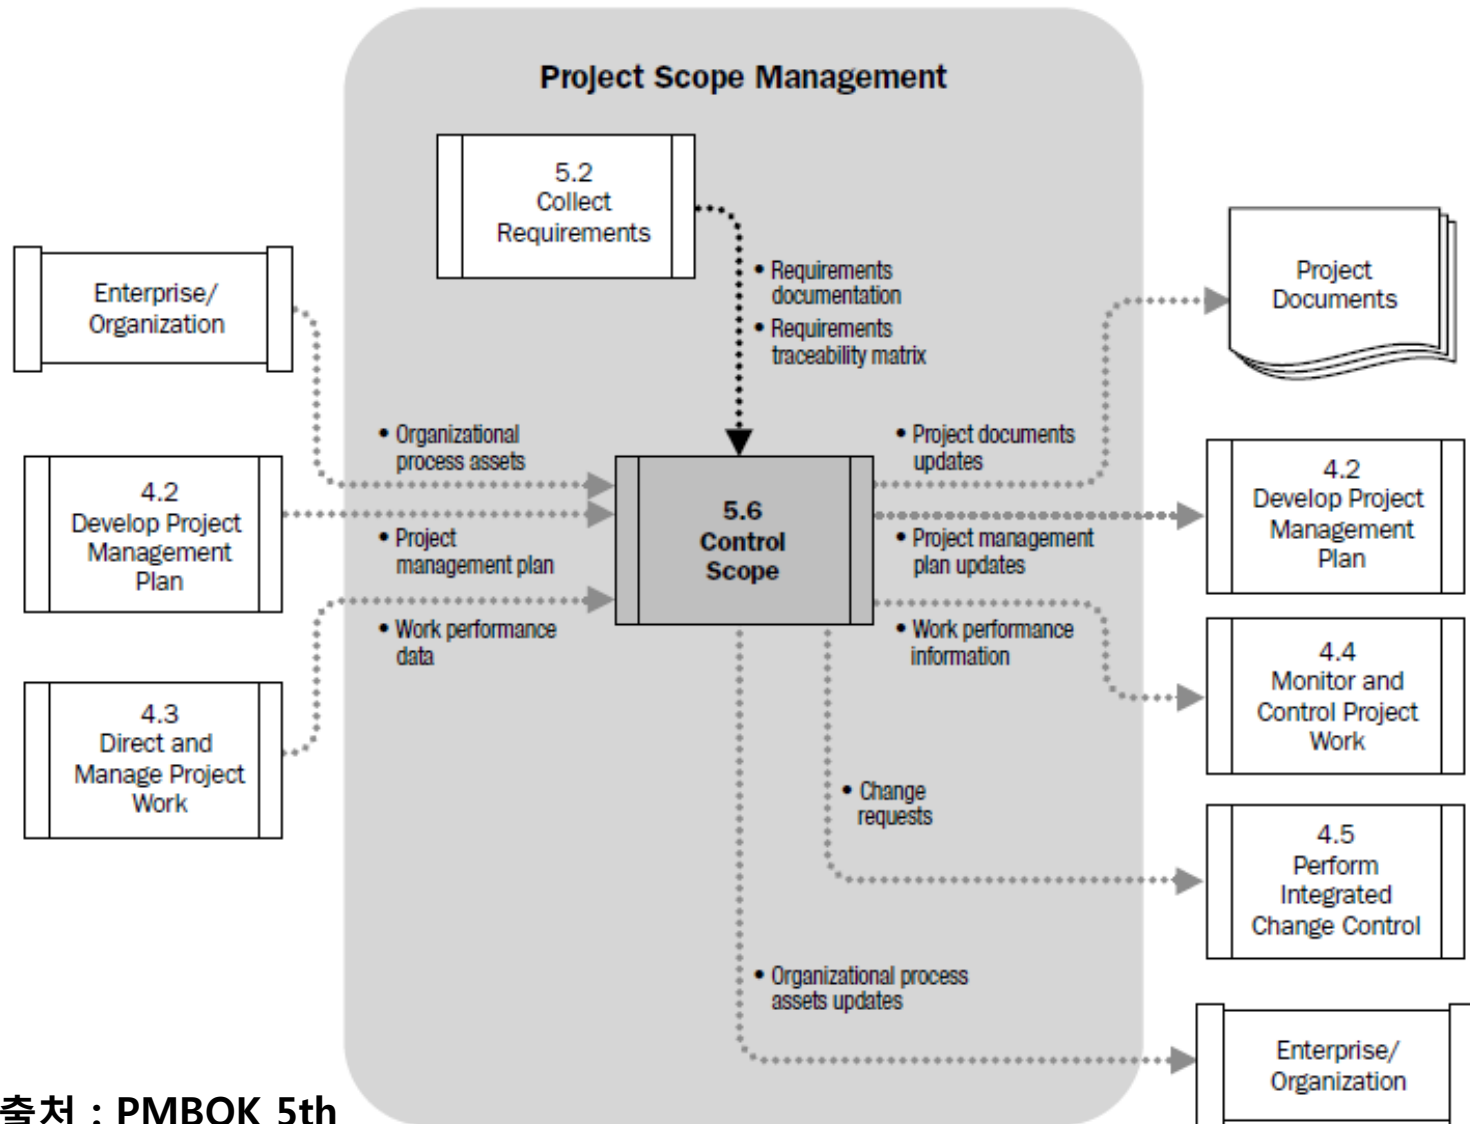 Project Scope Management
5.2
Collect
Requirements
• Requirements
documentation
• Requirements
traceability matrix
Enterprise/
Organization
Project
Documents
• Organizational
process assets
• Project documents
updates
4.2
Develop Project
Management
Plan
• Project
management plan
5.6
Control
Scope
• Project management
plan updates
4.2
Develop Project
Management
Plan
• Work performance
data
• Work performance
information
4.3
Direct and
Manage Project
Work
4.4
Monitor and
Control Project
Work
• Change
requests
4.5
Perform
Integrated
Change Control
• Organizational process
assets updates
Enterprise/
Organization
출처 : PMBOK 5th